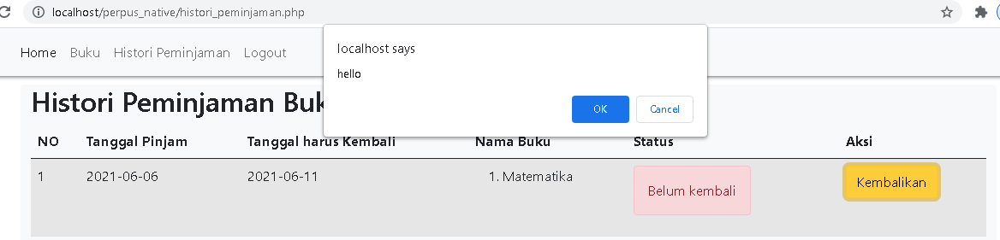 localhost/perpus_native/histori_peminjaman.php
localhost says
hello
OK Cancel
Home Buku Histori Peminjaman Logout
Histori Peminjaman Buk
NO Tanggal Pinjam Tanggal harus Kembali Nama Buku Status Aksi
1 2021-06-06 2021-06-11 1. Matematika Belum kembali Kembalikan